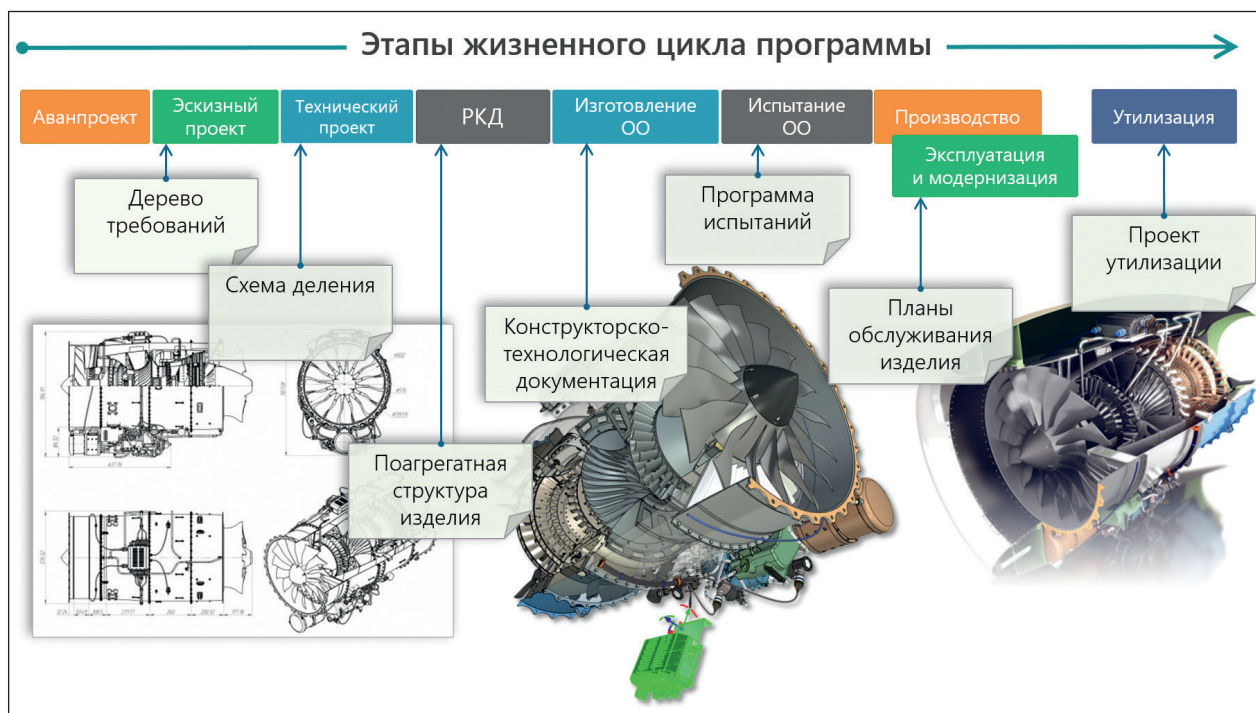 Этапы жизненного цикла программы
Аванпроект
Эскизный
проект
Технический
проект
РКД
Изготовление
ОО
Испытание
ОО
Производство
Эксплуатация
и модернизация
Утилизация
Дерево
требований
Схема деления
Поагрегатная
структура
изделия
Конструкторско-
технологическая
документация
Программа
испытаний
Планы
обслуживания
изделия
Проект
утилизации